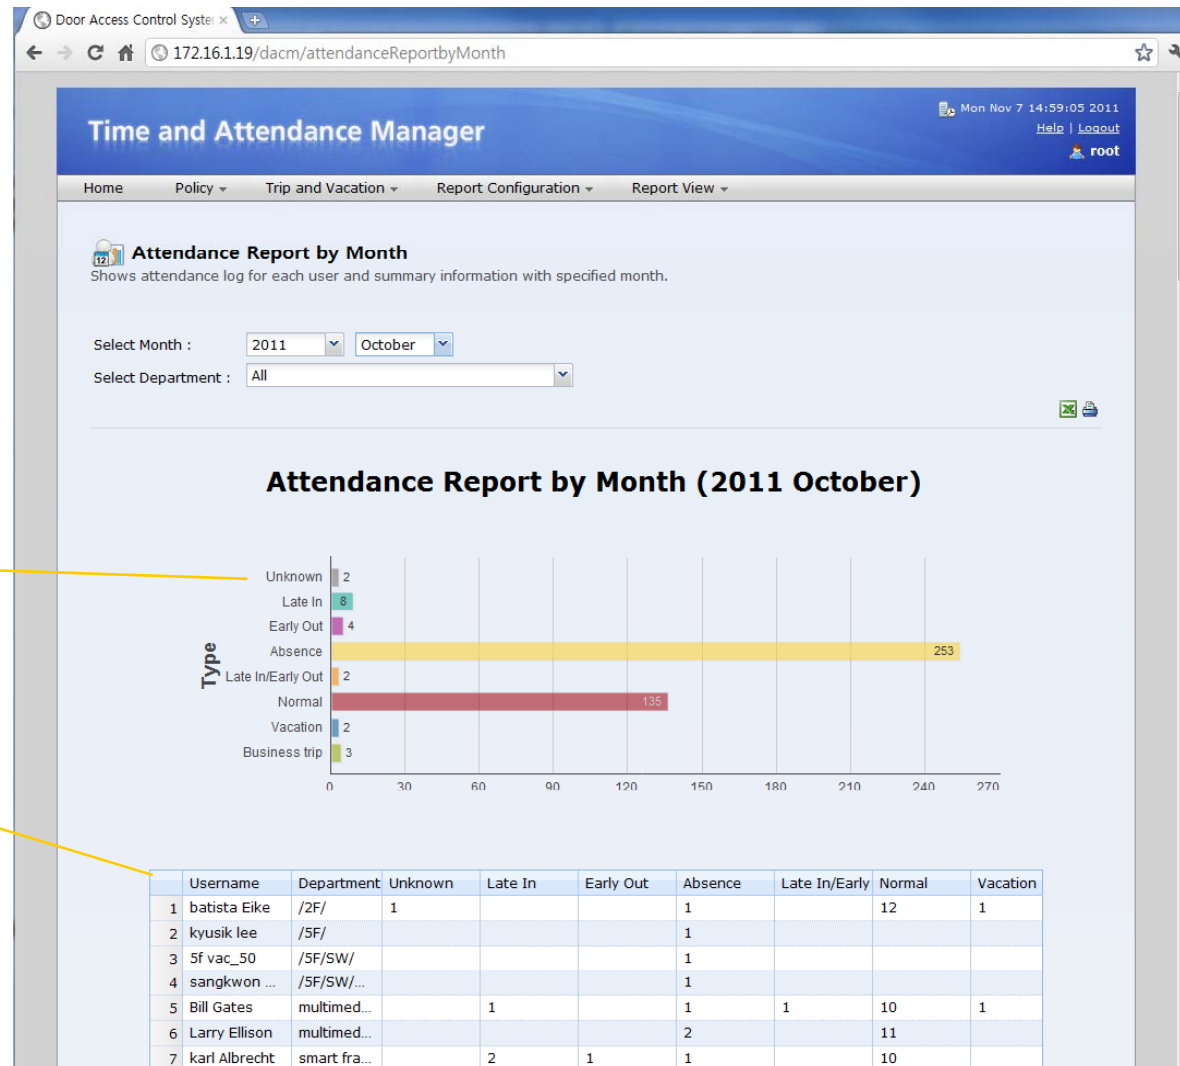 Door Access Control Syster
172.16.1.19/dacm/attendanceReportbyMonth
Time and Attendance Manager
Mon Nov 7 14:59:05 2011
Help | Logout
root
Home Policy Trip and Vacation Report Configuration Report View
12
Attendance Report by Month
Shows attendance log for each user and summary information with specified month.
Select Month : 2011 October
Select Department : All
Attendance Report by Month (2011 October)
Type
Unknown 2
Late In 8
Early Out 4
Absence 253
Late In/Early Out 2
Normal 135
Vacation 2
Business trip 3
0 30 60 90 120 150 180 210 240 270
Username Department Unknown Late In Early Out Absence Late In/Early Normal Vacation
1 batista Eike /2F/ 1 1 12 1
2 kyusik lee /5F/ 1
3 5f vac_50 /5F/SW/ 1
4 sangkwon ... /5F/SW/... 1
5 Bill Gates multimed... 1 1 1 10 1
6 Larry Ellison multimed... 2 11
7 karl Albrecht smart fra... 2 1 1 10